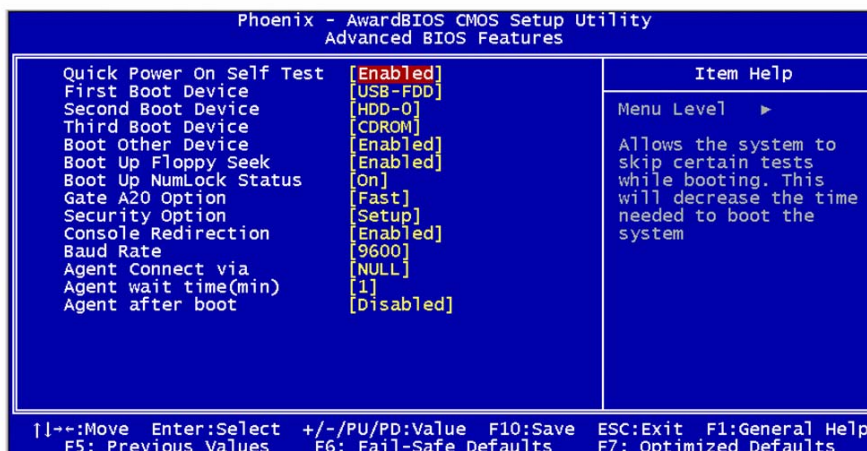 Phoenix - AwardBIOS CMOS Setup Utility
Advanced BIOS Features
Quick Power On Self Test [Enabled]
First Boot Device [USB-FDD]
Second Boot Device [HDD-0]
Third Boot Device [CDROM]
Boot Other Device [Enabled]
Boot Up Floppy Seek [Enabled]
Boot Up NumLock Status [On]
Gate A20 Option [Fast]
Security Option [Setup]
Console Redirection [Enabled]
Baud Rate [9600]
Agent Connect via [NULL]
Agent wait time(min) [1]
Agent after boot [Disabled]
Item Help
Menu Level ►
Allows the system to
skip certain tests
while booting. This
will decrease the time
needed to boot the
system
↑↓→←:Move Enter:Select +/-/PU/PD:Value F10:Save ESC:Exit F1:General Help
F5: Previous Values F6: Fail-Safe Defaults F7: Optimized Defaults